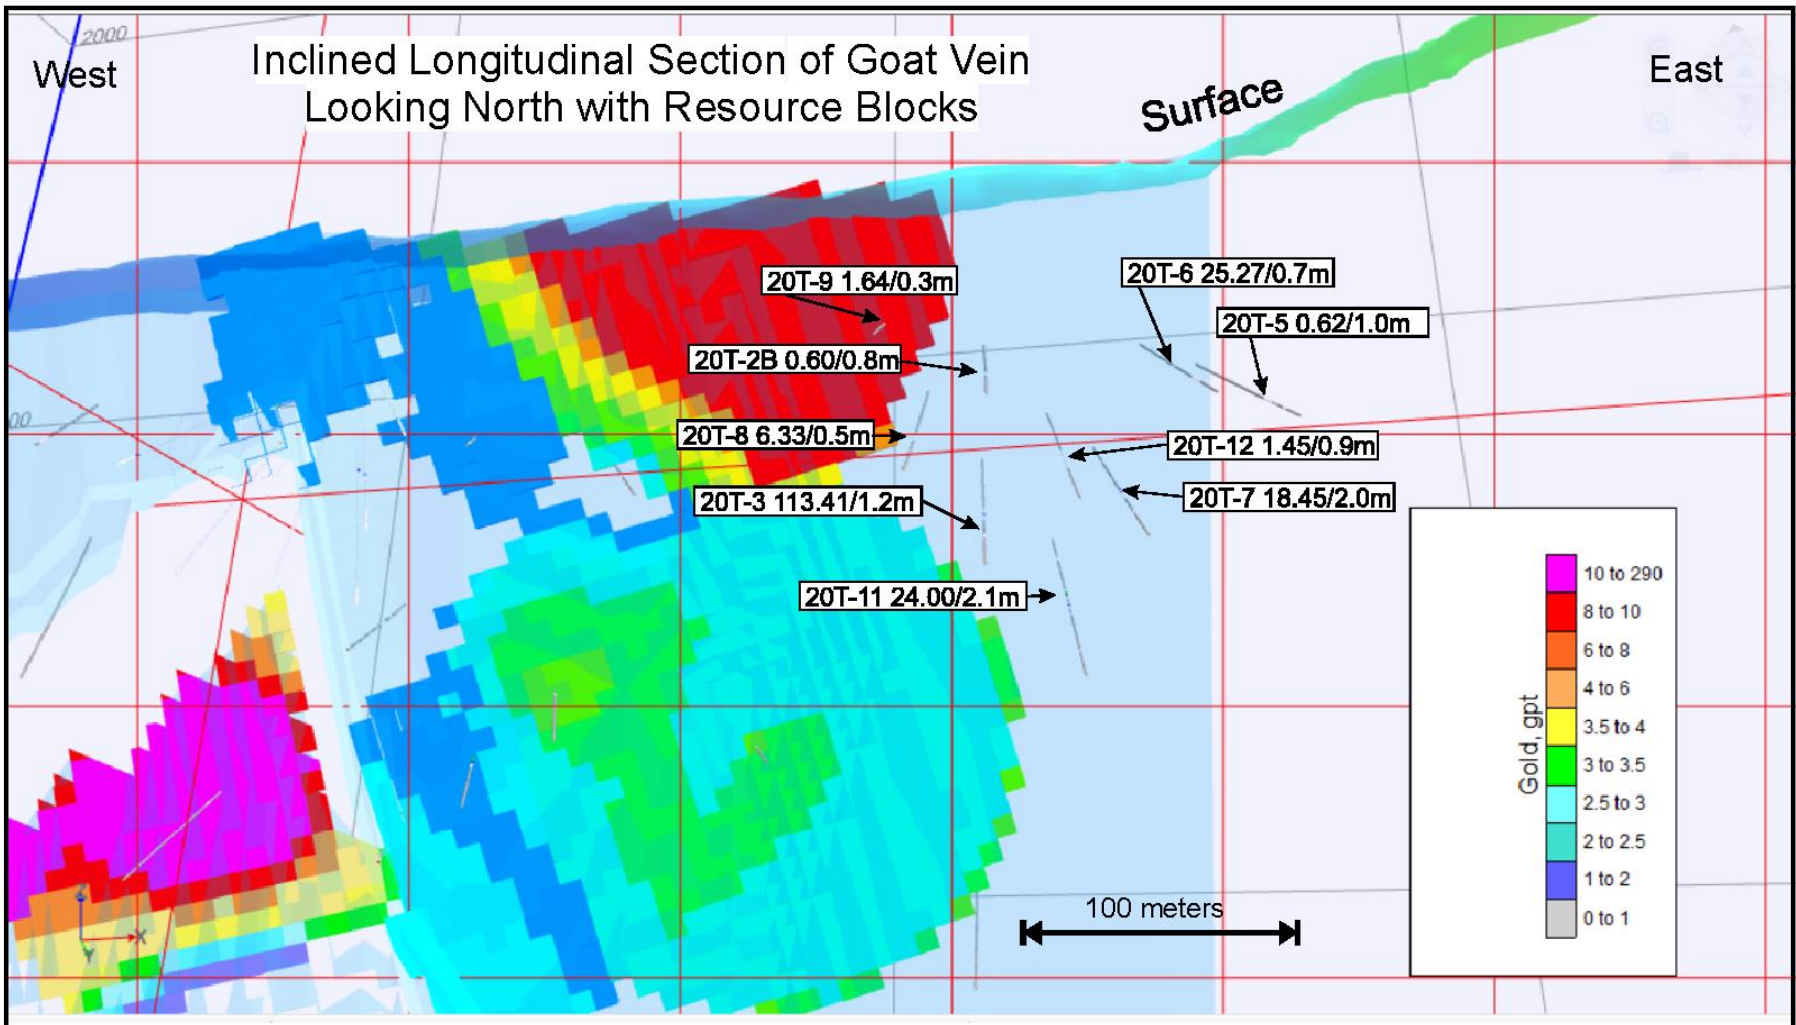 2000
West
Inclined Longitudinal Section of Goat Vein
Looking North with Resource Blocks
Surface
East
20T-9 1.64/0.3m
20T-6 25.27/0.7m
20T-5 0.62/1.0m
20T-2B 0.60/0.8m
20T-8 6.33/0.5m
20T-12 1.45/0.9m
20T-3 113.41/1.2m
20T-7 18.45/2.0m
20T-11 24.00/2.1m
Gold, gpt
10 to 290
8 to 10
6 to 8
4 to 6
3.5 to 4
3 to 3.5
2.5 to 3
2 to 2.5
1 to 2
0 to 1
100 meters
X
Y